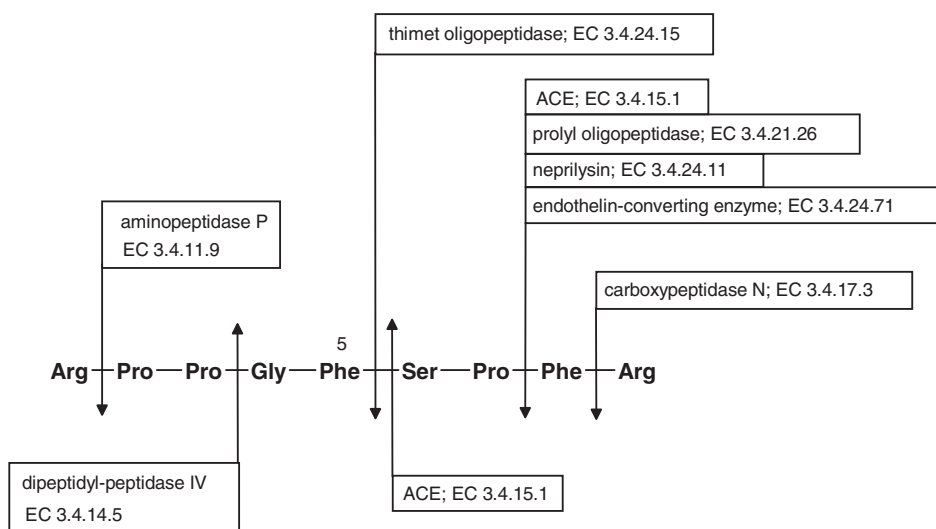 thimet oligopeptidase; EC 3.4.24.15
ACE; EC 3.4.15.1
prolyl oligopeptidase; EC 3.4.21.26
neprilysin; EC 3.4.24.11
endothelin-converting enzyme; EC 3.4.24.71
aminopeptidase P
EC 3.4.11.9
carboxypeptidase N; EC 3.4.17.3
5
Arg Pro Pro Gly Phe Ser Pro Phe Arg
dipeptidyl-peptidase IV
EC 3.4.14.5
ACE; EC 3.4.15.1